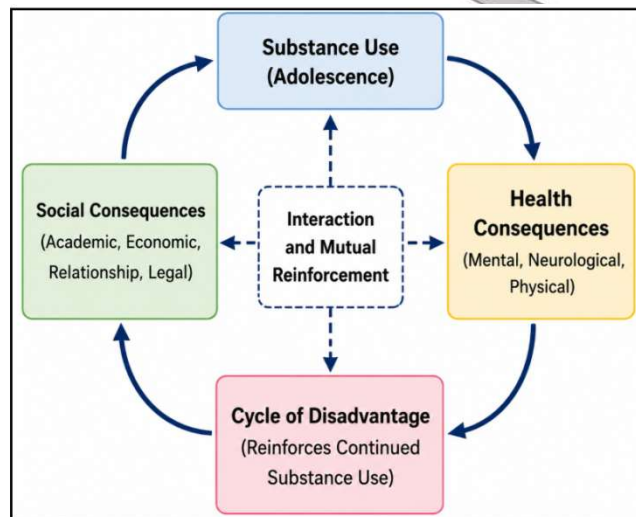 Substance Use
(Adolescence)
Social Consequences
(Academic, Economic,
Relationship, Legal)
Interaction
and Mutual
Reinforcement
Health
Consequences
(Mental, Neurological,
Physical)
Cycle of Disadvantage
(Reinforces Continued
Substance Use)